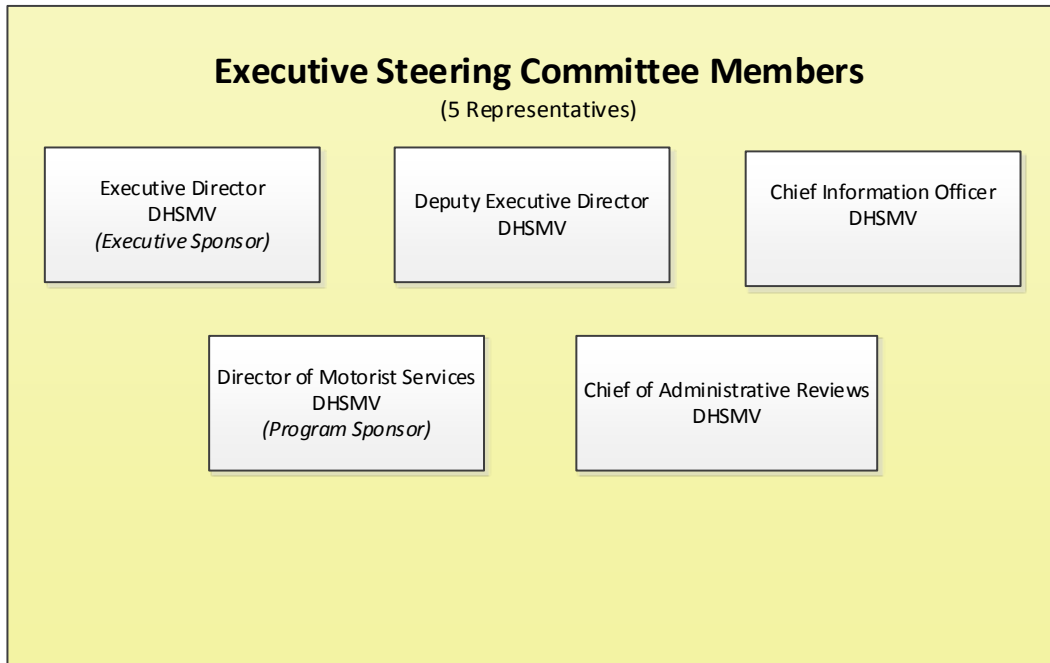 Executive Steering Committee Members
(5 Representatives)
Executive Director
DHSMV
(Executive Sponsor)
Deputy Executive Director
DHSMV
Chief Information Officer
DHSMV
Director of Motorist Services
DHSMV
(Program Sponsor)
Chief of Administrative Reviews
DHSMV